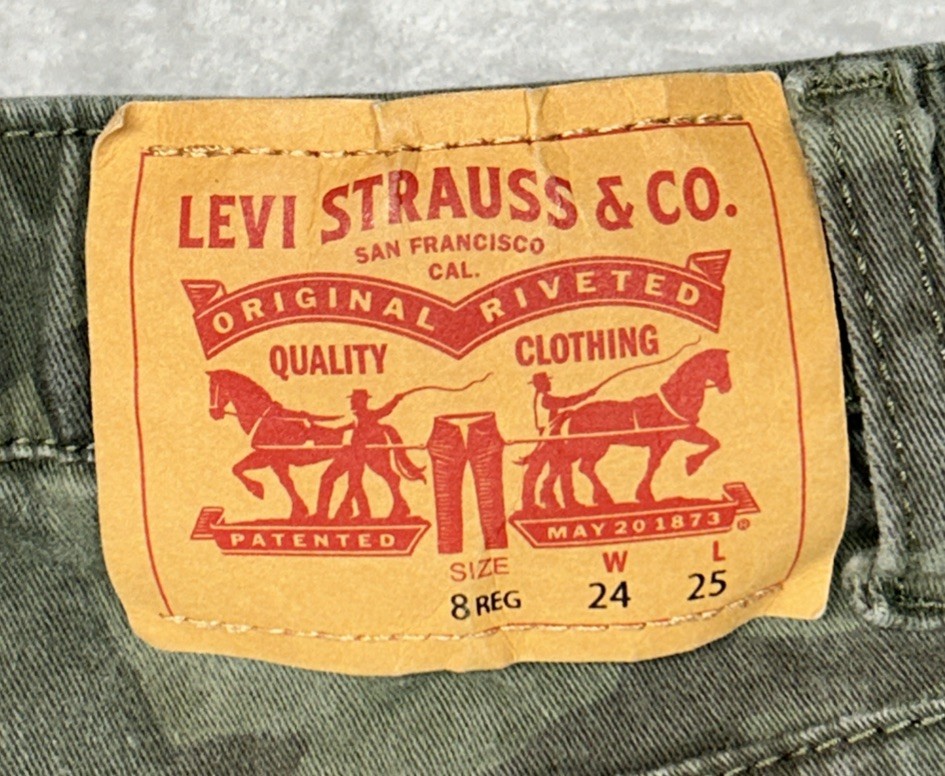 LEVI STRAUSS & CO.
SAN FRANCISCO
CAL.
ORIGINAL RIVETED
QUALITY CLOTHING
PATENTED MAY 20 1873 ®
SIZE W L
8 REG 24 25